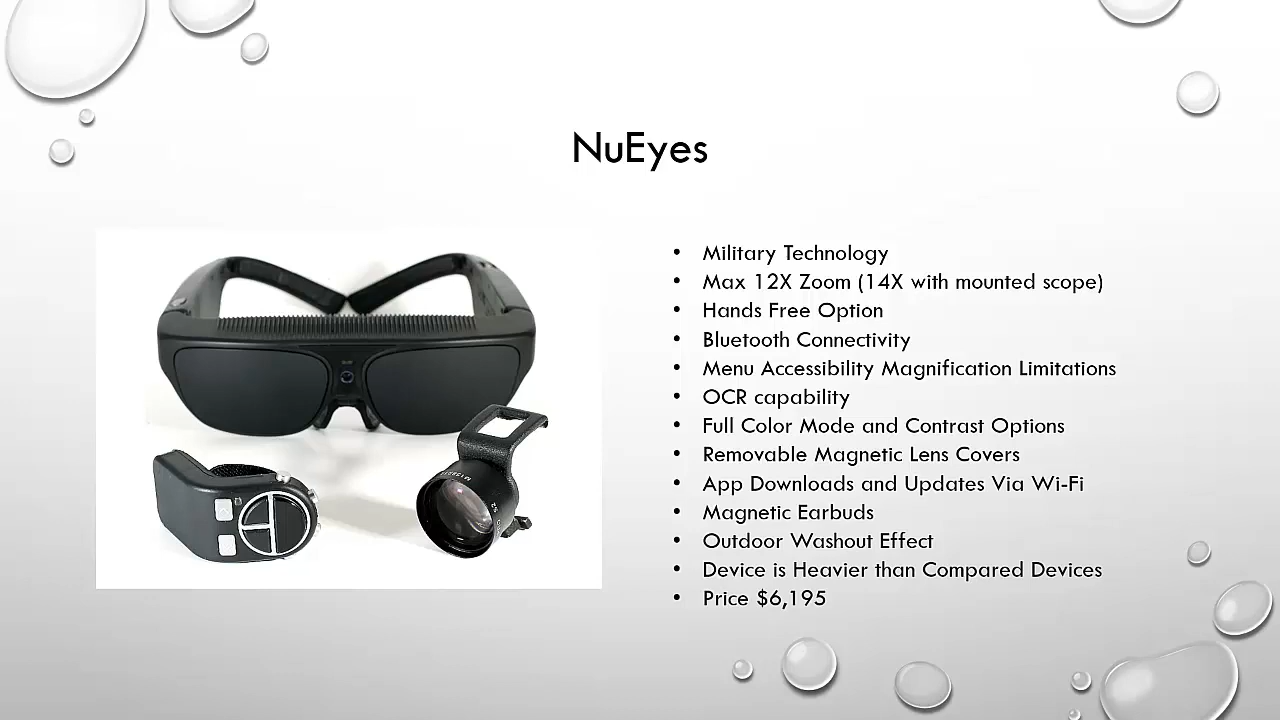 NuEyes
• Military Technology
• Max 12X Zoom (14X with mounted scope)
• Hands Free Option
• Bluetooth Connectivity
• Menu Accessibility Magnification Limitations
• OCR capability
• Full Color Mode and Contrast Options
• Removable Magnetic Lens Covers
• App Downloads and Updates Via Wi-Fi
• Magnetic Earbuds
• Outdoor Washout Effect
• Device is Heavier than Compared Devices
• Price $6,195